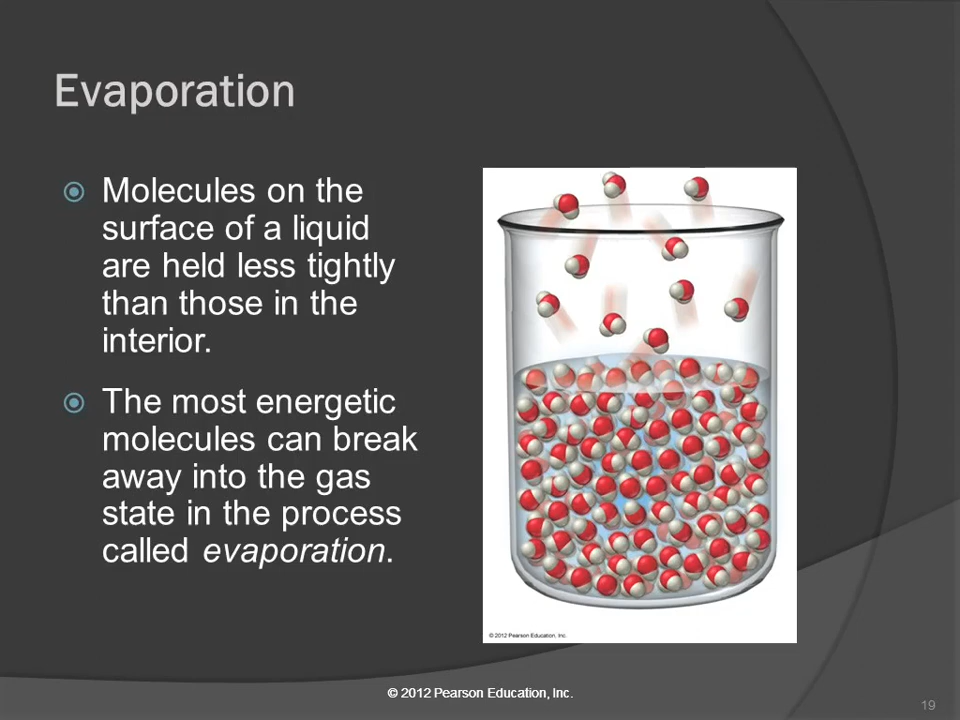 Evaporation
Molecules on the
surface of a liquid
are held less tightly
than those in the
interior.
The most energetic
molecules can break
away into the gas
state in the process
called evaporation.
© 2012 Pearson Education, Inc.
© 2012 Pearson Education, Inc.
19